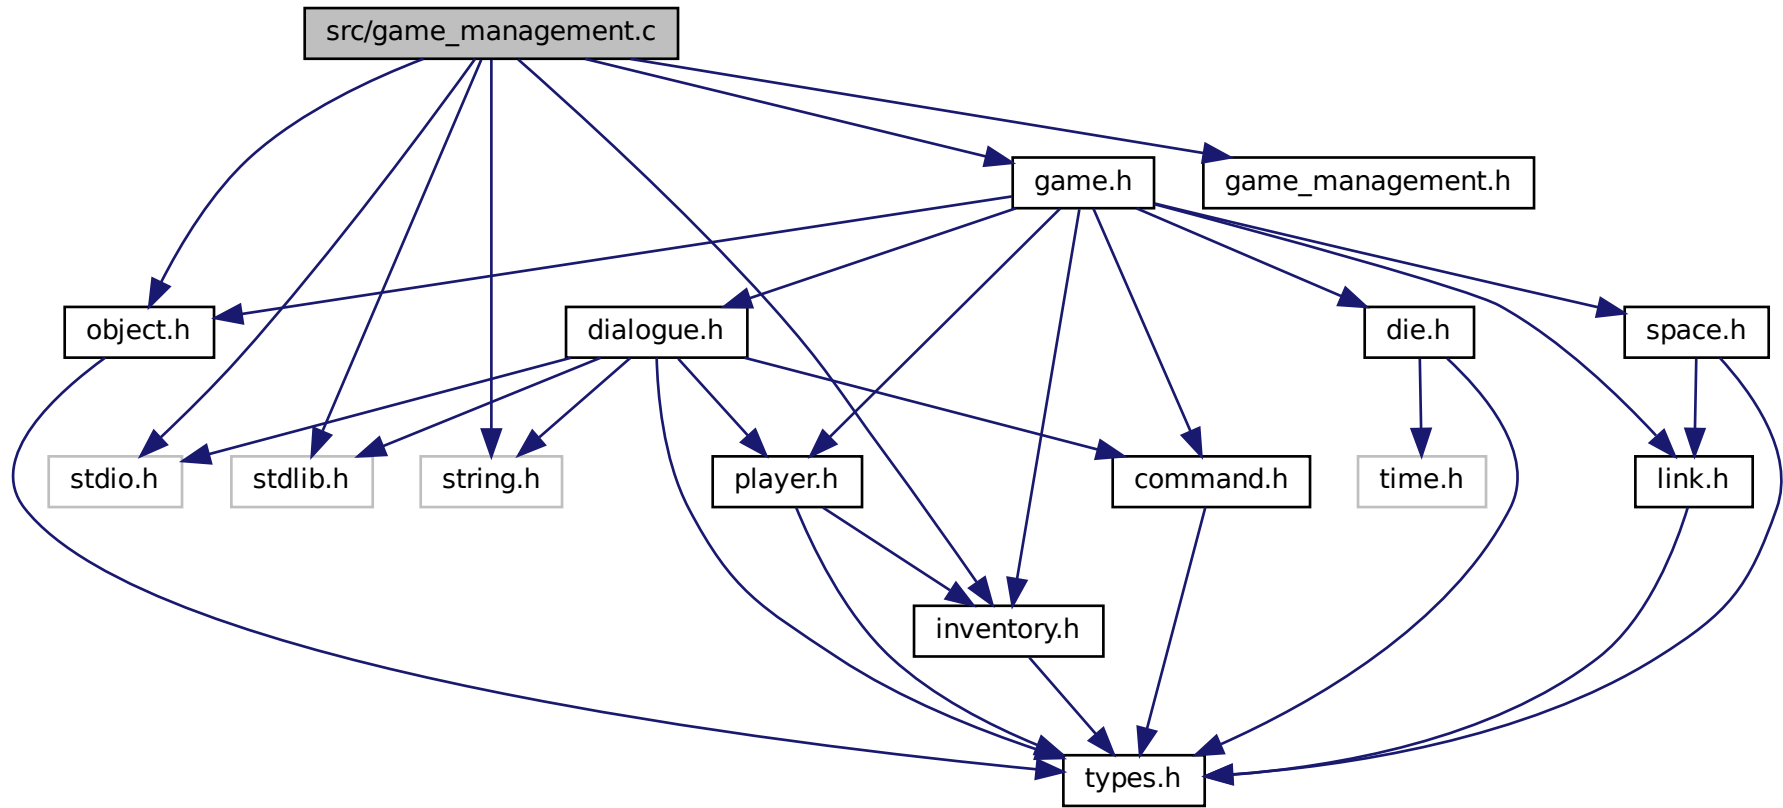 src/game_management.c
game.h
game_management.h
object.h
dialogue.h
die.h
space.h
stdio.h
stdlib.h
string.h
player.h
command.h
time.h
link.h
inventory.h
types.h